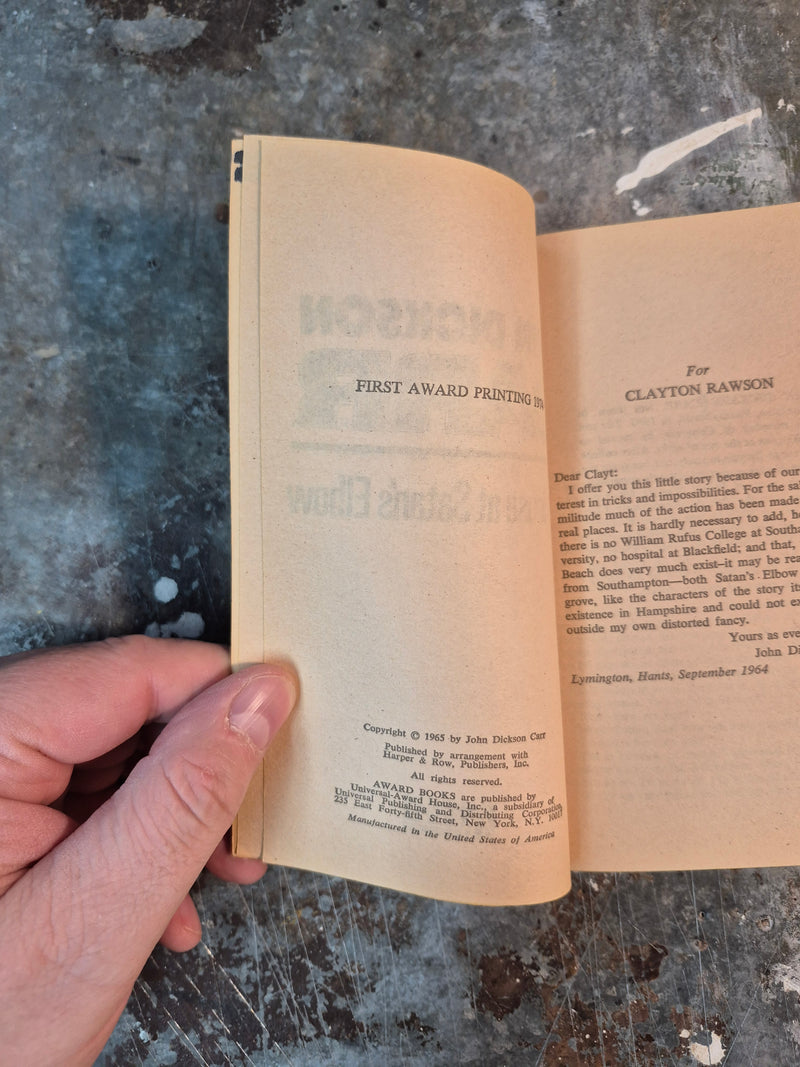 FIRST AWARD PRINTING 1974
Copyright © 1965 by John Dickson Carr
Published by arrangement with
Harper & Row, Publishers, Inc.
All rights reserved.
AWARD BOOKS are published by
Universal-Award House, Inc., a subsidiary of
Universal Publishing and Distributing Corporation
235 East Forty-fifth Street, New York, N.Y. 10017
Manufactured in the United States of America
For
CLAYTON RAWSON
Dear Clayt:
I offer you this little story because of our
terest in tricks and impossibilities. For the sa
militude much of the action has been made
real places. It is hardly necessary to add, h
there is no William Rufus College at Southa
versity, no hospital at Blackfield; and that,
Beach does very much exist—it may be rea
from Southampton—both Satan's Elbow
grove, like the characters of the story it
existence in Hampshire and could not ex
outside my own distorted fancy.
Yours as eve
John Di
Lymington, Hants, September 1964